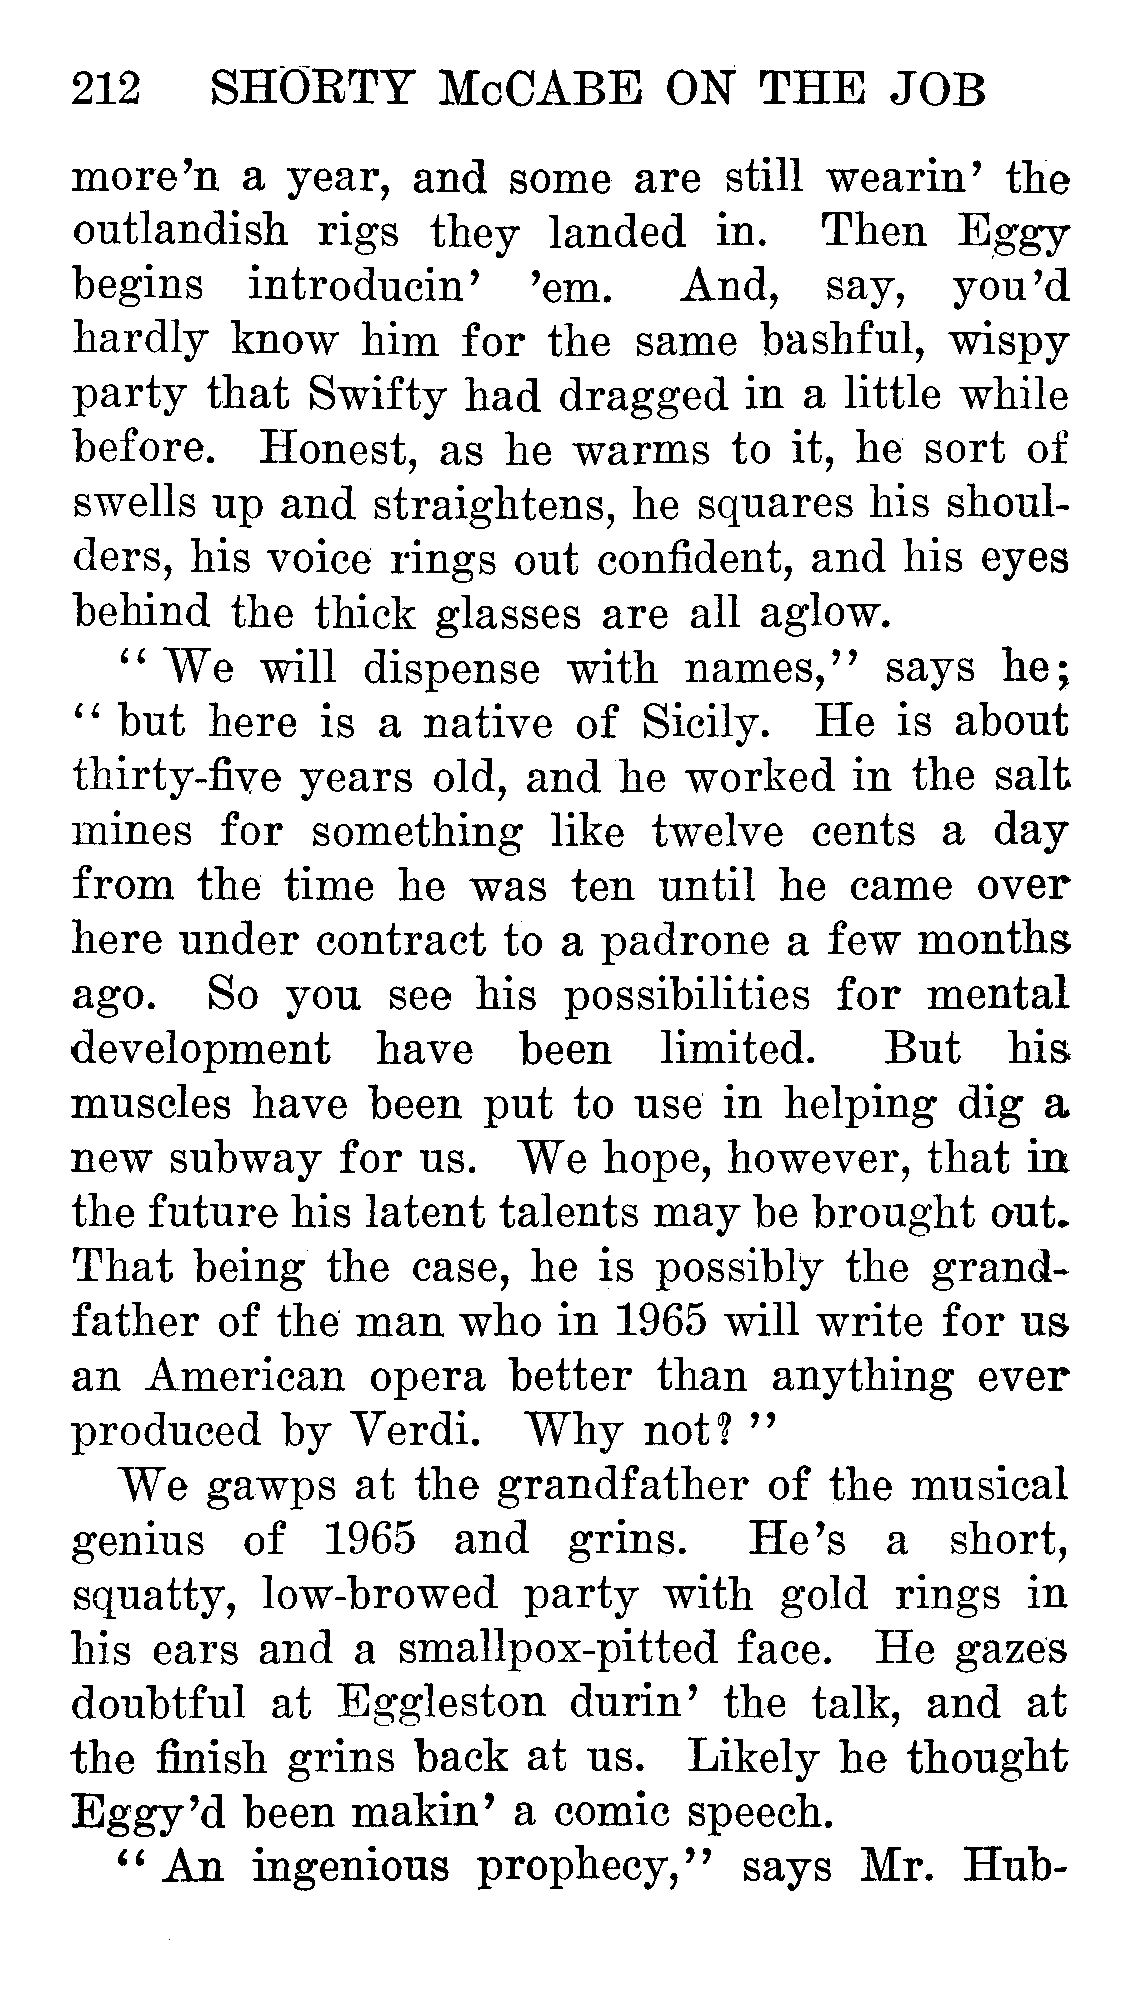 212 SHORTY McCABE ON THE JOB
more'n a year, and some are still wearin' the
outlandish rigs they landed in. Then Eggy
begins introducin' 'em. And, say, you'd
hardly know him for the same bashful, wispy
party that Swifty had dragged in a little while
before. Honest, as he warms to it, he sort of
swells up and straightens, he squares his shoul-
ders, his voice rings out confident, and his eyes
behind the thick glasses are all aglow.
“ We will dispense with names,” says he;
“ but here is a native of Sicily. He is about
thirty-five years old, and he worked in the salt
mines for something like twelve cents a day
from the time he was ten until he came over
here under contract to a padrone a few months
ago. So you see his possibilities for mental
development have been limited. But his
muscles have been put to use in helping dig a
new subway for us. We hope, however, that in
the future his latent talents may be brought out.
That being the case, he is possibly the grand-
father of the man who in 1965 will write for us
an American opera better than anything ever
produced by Verdi. Why not? ”
We gawps at the grandfather of the musical
genius of 1965 and grins. He's a short,
squatty, low-browed party with gold rings in
his ears and a smallpox-pitted face. He gazes
doubtful at Eggleston durin' the talk, and at
the finish grins back at us. Likely he thought
Eggy'd been makin' a comic speech.
“ An ingenious prophecy,” says Mr. Hub-